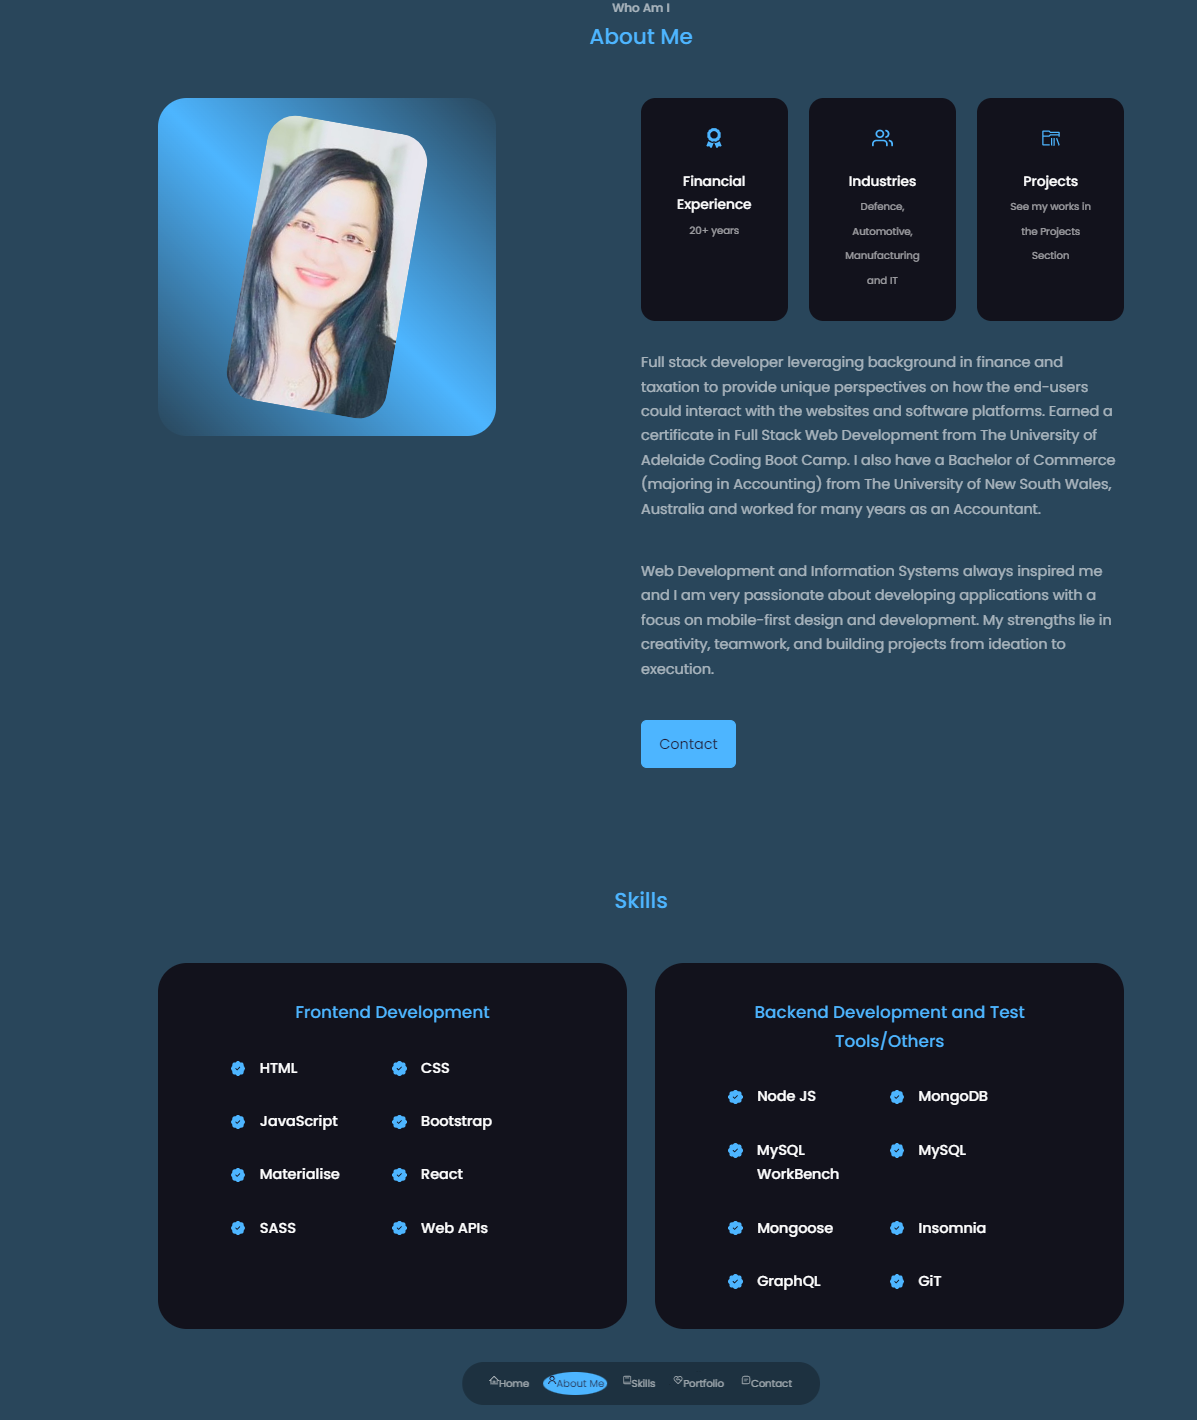 Who Am I
About Me
Financial
Experience
20+ years
Industries
Defence,
Automotive,
Manufacturing
and IT
Projects
See my works in
the Projects
Section
Full stack developer leveraging background in finance and
taxation to provide unique perspectives on how the end-users
could interact with the websites and software platforms. Earned a
certificate in Full Stack Web Development from The University of
Adelaide Coding Boot Camp. I also have a Bachelor of Commerce
(majoring in Accounting) from The University of New South Wales,
Australia and worked for many years as an Accountant.
Web Development and Information Systems always inspired me
and I am very passionate about developing applications with a
focus on mobile-first design and development. My strengths lie in
creativity, teamwork, and building projects from ideation to
execution.
Contact
Skills
Frontend Development
HTML
CSS
JavaScript
Bootstrap
Materialise
React
SASS
Web APIs
Backend Development and Test
Tools/Others
Node JS
MongoDB
MySQL
WorkBench
MySQL
Mongoose
Insomnia
GraphQL
GiT
Home About Me Skills Portfolio Contact